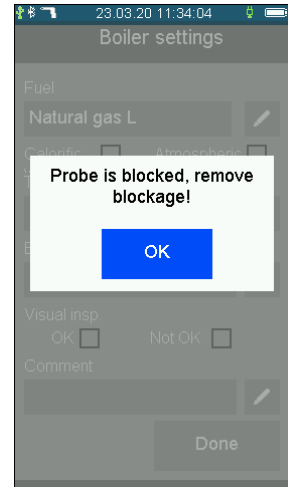 23.03.20 11:34:04
Boiler settings
Fuel
Natural gas L
Calorific
Atmospheric
Probe is blocked, remove
blockage!
OK
Visual insp
OK
Not OK
Comment
Done